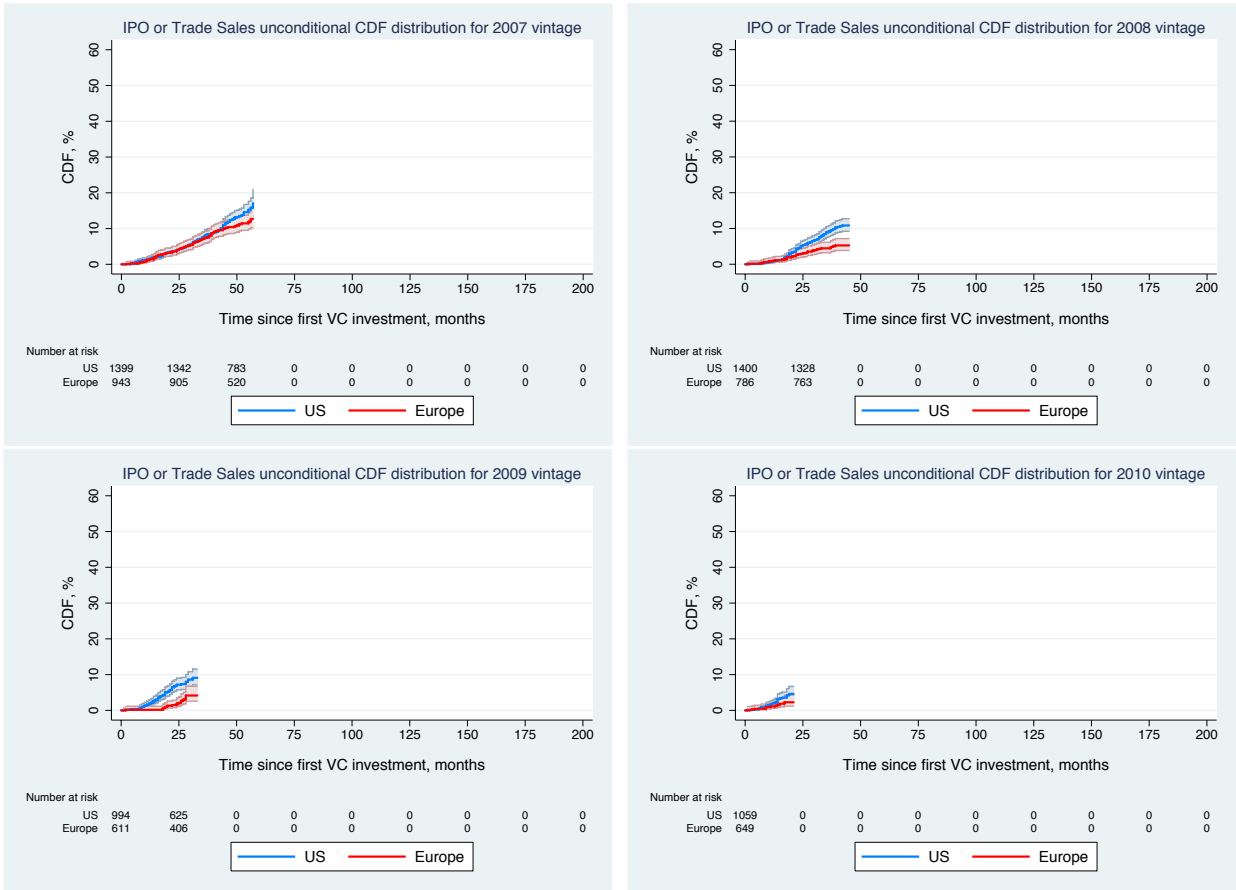 IPO or Trade Sales unconditional CDF distribution for 2007 vintage
60
50
40
30
20
10
0
CDF, %
0 25 50 75 100 125 150 175 200
Time since first VC investment, months
Number at risk
US 1399 1342 783 0 0 0 0 0 0
Europe 943 905 520 0 0 0 0 0 0
US Europe
IPO or Trade Sales unconditional CDF distribution for 2008 vintage
60
50
40
30
20
10
0
CDF, %
0 25 50 75 100 125 150 175 200
Time since first VC investment, months
Number at risk
US 1400 1328 0 0 0 0 0 0 0
Europe 786 763 0 0 0 0 0 0 0
US Europe
IPO or Trade Sales unconditional CDF distribution for 2009 vintage
60
50
40
30
20
10
0
CDF, %
0 25 50 75 100 125 150 175 200
Time since first VC investment, months
Number at risk
US 994 625 0 0 0 0 0 0 0
Europe 611 406 0 0 0 0 0 0 0
US Europe
IPO or Trade Sales unconditional CDF distribution for 2010 vintage
60
50
40
30
20
10
0
CDF, %
0 25 50 75 100 125 150 175 200
Time since first VC investment, months
Number at risk
US 1059 0 0 0 0 0 0 0 0
Europe 649 0 0 0 0 0 0 0 0
US Europe